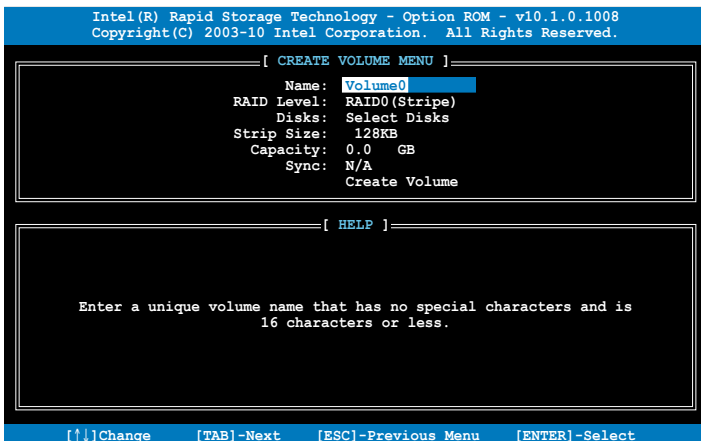 Intel(R) Rapid Storage Technology - Option ROM - v10.1.0.1008
Copyright(C) 2003-10 Intel Corporation. All Rights Reserved.
[ CREATE VOLUME MENU ]
Name: Volume0
RAID Level: RAID0(Stripe)
Disks: Select Disks
Strip Size: 128KB
Capacity: 0.0 GB
Sync: N/A
Create Volume
[ HELP ]
Enter a unique volume name that has no special characters and is
16 characters or less.
[↑↓]Change [TAB]-Next [ESC]-Previous Menu [ENTER]-Select